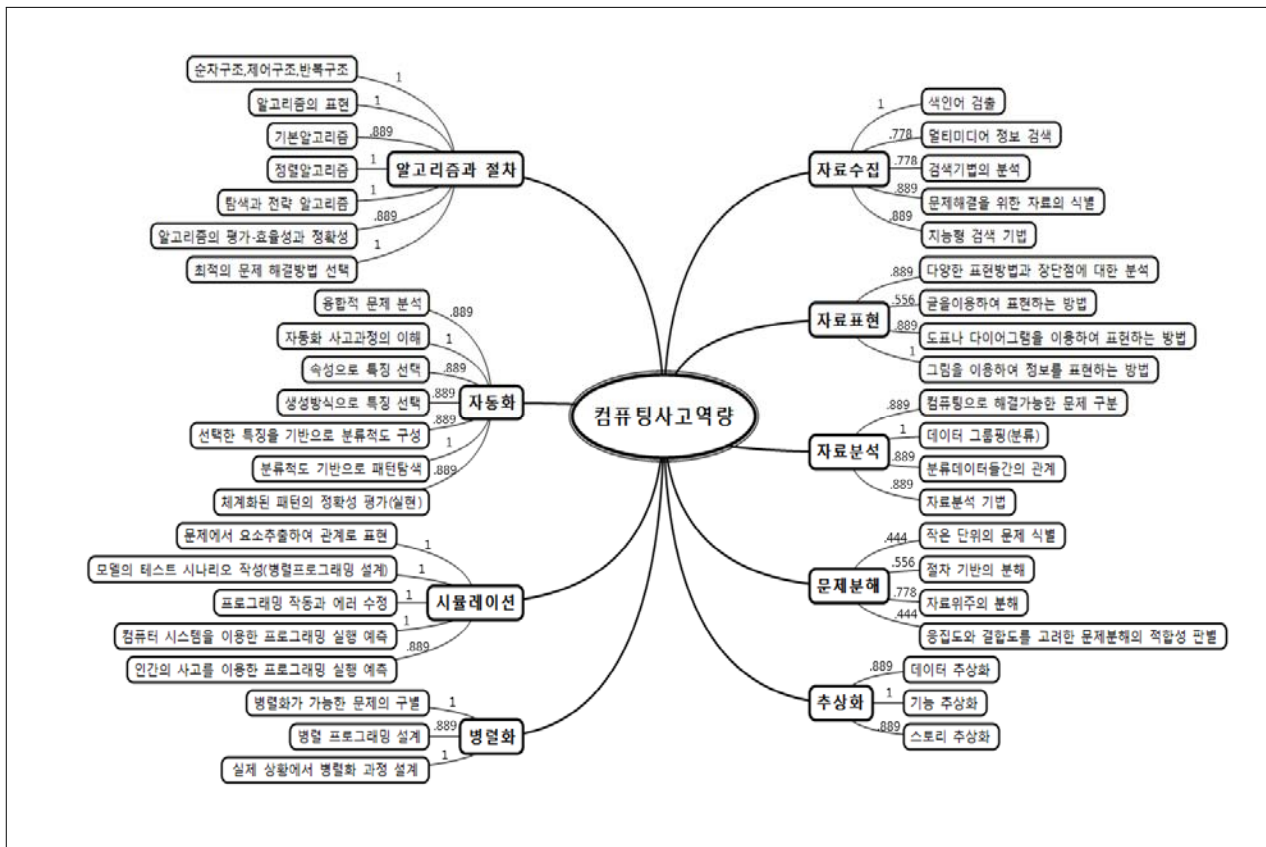 컴퓨팅사고역량
알고리즘과 절차
1
순차구조,제어구조,반복구조
1
알고리즘의 표현
.889
기본알고리즘
1
정렬알고리즘
1
탐색과 전략 알고리즘
.889
알고리즘의 평가-효율성과 정확성
1
최적의 문제 해결방법 선택
자동화
.889
융합적 문제 분석
1
자동화 사고과정의 이해
.889
속성으로 특징 선택
.889
생성방식으로 특징 선택
.889
선택한 특징을 기반으로 분류척도 구성
1
분류척도 기반으로 패턴탐색
.889
체계화된 패턴의 정확성 평가(실현)
시뮬레이션
1
문제에서 요소추출하여 관계로 표현
1
모델의 테스트 시나리오 작성(병렬프로그래밍 설계)
1
프로그래밍 작동과 에러 수정
1
컴퓨터 시스템을 이용한 프로그래밍 실행 예측
.889
인간의 사고를 이용한 프로그래밍 실행 예측
병렬화
1
병렬화가 가능한 문제의 구별
.889
병렬 프로그래밍 설계
1
실제 상황에서 병렬화 과정 설계
자료수집
1
색인어 검출
.778
멀티미디어 정보 검색
.778
검색기법의 분석
.889
문제해결을 위한 자료의 식별
.889
지능형 검색 기법
자료표현
.889
다양한 표현방법과 장단점에 대한 분석
.556
글을이용하여 표현하는 방법
.889
도표나 다이어그램을 이용하여 표현하는 방법
1
그림을 이용하여 정보를 표현하는 방법
자료분석
.889
컴퓨팅으로 해결가능한 문제 구분
1
데이터 그룹핑(분류)
.889
분류데이터들간의 관계
.889
자료분석 기법
문제분해
.444
작은 단위의 문제 식별
.556
절차 기반의 분해
.778
자료위주의 분해
.444
응집도와 결합도를 고려한 문제분해의 적합성 판별
추상화
.889
데이터 추상화
1
기능 추상화
.889
스토리 추상화